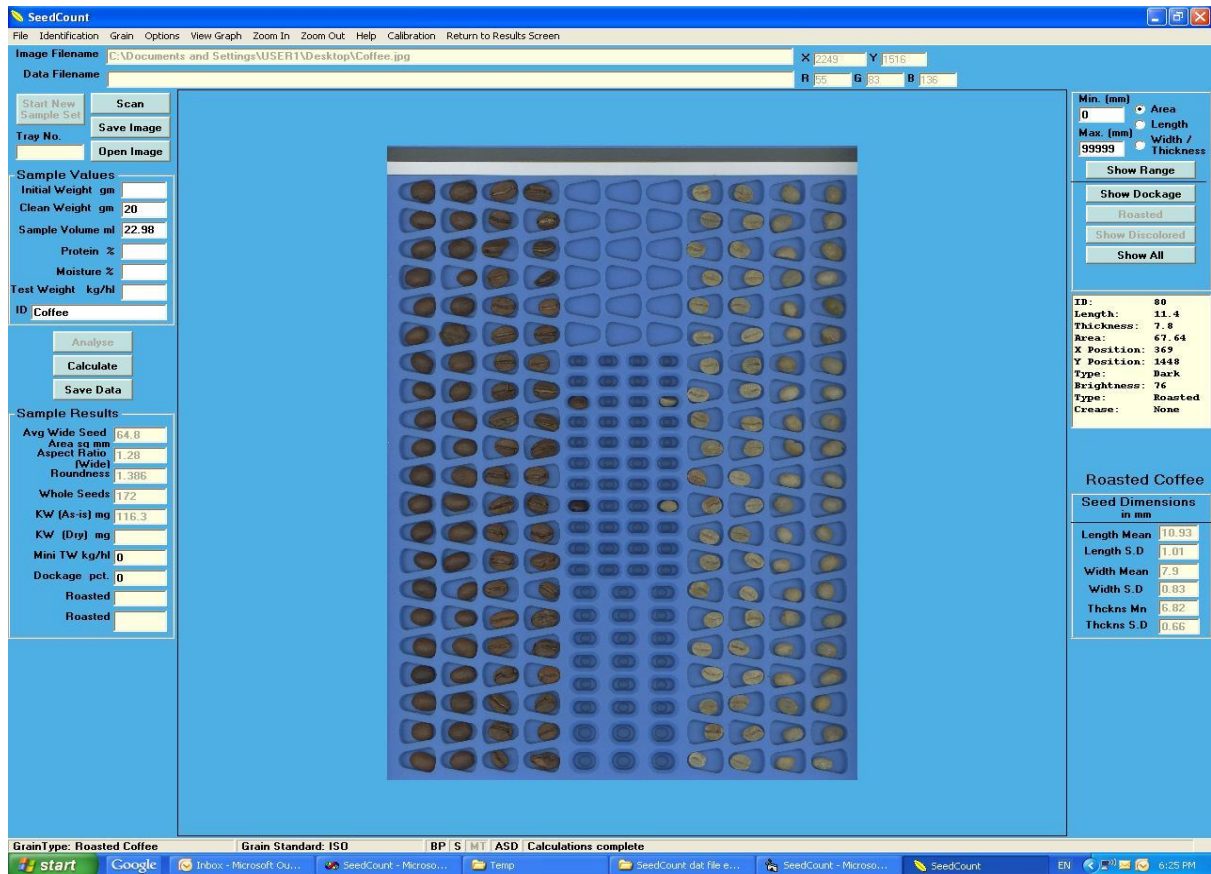 SeedCount
File Identification Grain Options View Graph Zoom In Zoom Out Help Calibration Return to Results Screen
Image Filename C:\Documents and Settings\USER1\Desktop\Coffee.jpg X 2249 Y 1516
Data Filename R 55 G 83 B 136
Start New Sample Set
Scan
Save Image
Tray No.
Open Image
Sample Values
Initial Weight gm
Clean Weight gm 20
Sample Volume ml 22.98
Protein %
Moisture %
Test Weight kg/hl
ID Coffee
Analyse
Calculate
Save Data
Sample Results
Avg Wide Seed Area sq mm 64.8
Aspect Ratio (Wide) 1.28
Roundness 1.386
Whole Seeds 172
KW (As-is) mg 116.3
KW (Dry) mg
Mini TW kg/hl 0
Dockage pct. 0
Roasted
Roasted
Min. (mm)
0
Max. (mm)
99999
Area
Length
Width / Thickness
Show Range
Show Dockage
Roasted
Show Discolored
Show All
ID: 80
Length: 11.4
Thickness: 7.8
Area: 67.64
X Position: 369
Y Position: 1448
Type: Dark
Brightness: 76
Type: Roasted
Crease: None
Roasted Coffee
Seed Dimensions
in mm
Length Mean 10.93
Length S.D 1.01
Width Mean 7.9
Width S.D 0.83
Thckns Mn 6.82
Thckns S.D 0.66
GrainType: Roasted Coffee Grain Standard: ISO BP S MT ASD Calculations complete
start Google Inbox - Microsoft Ou... SeedCount - Microso... Temp SeedCount dat file e... SeedCount - Microso... SeedCount EN 6:25 PM